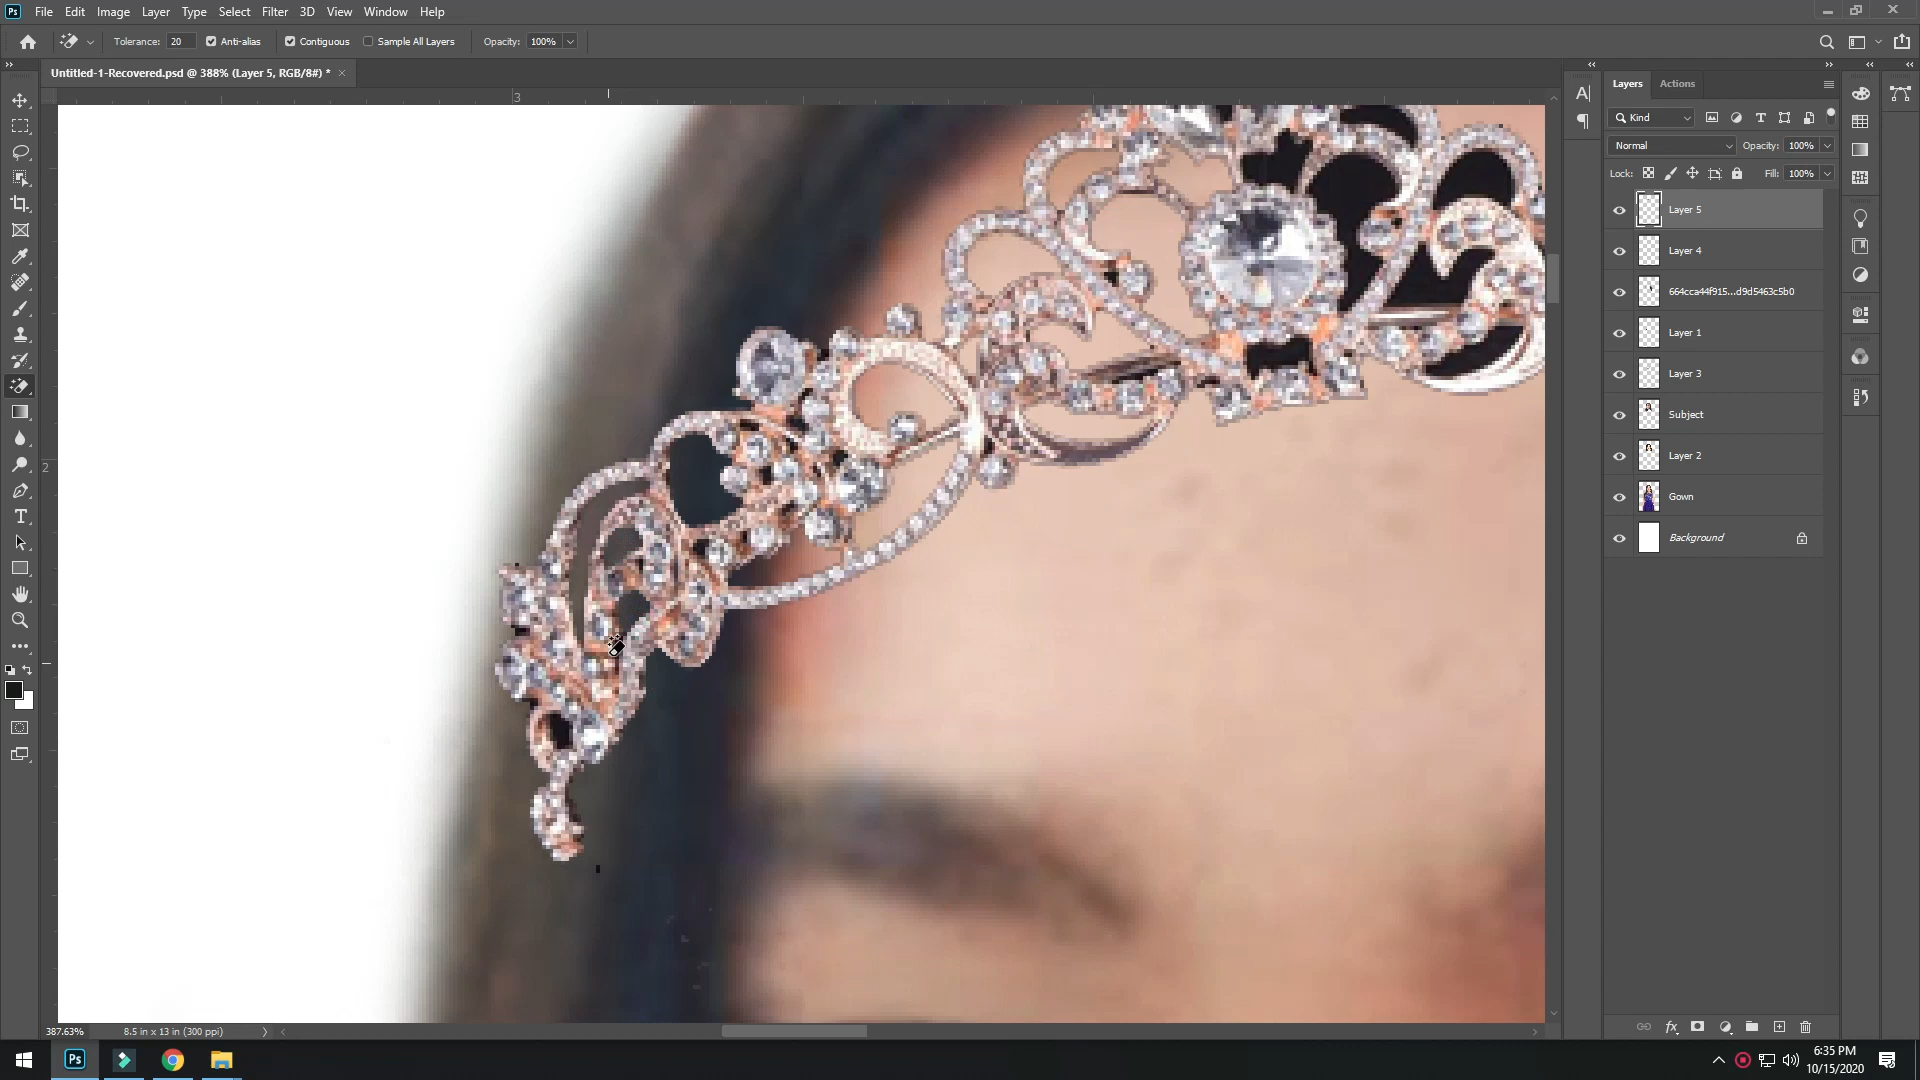 Ps File Edit Image Layer Type Select Filter 3D View Window Help
Tolerance: 20 Anti-alias Contiguous Sample All Layers Opacity: 100%
Untitled-1-Recovered.psd @ 388% (Layer 5, RGB/8#) *
3
2
Layers Actions
Kind
Normal Opacity: 100%
Lock: Fill: 100%
Layer 5
Layer 4
664cca44f915...d9d5463c5b0
Layer 1
Layer 3
Subject
Layer 2
Gown
Background
387.63% 8.5 in x 13 in (300 ppi)
Ps
6:35 PM
10/15/2020